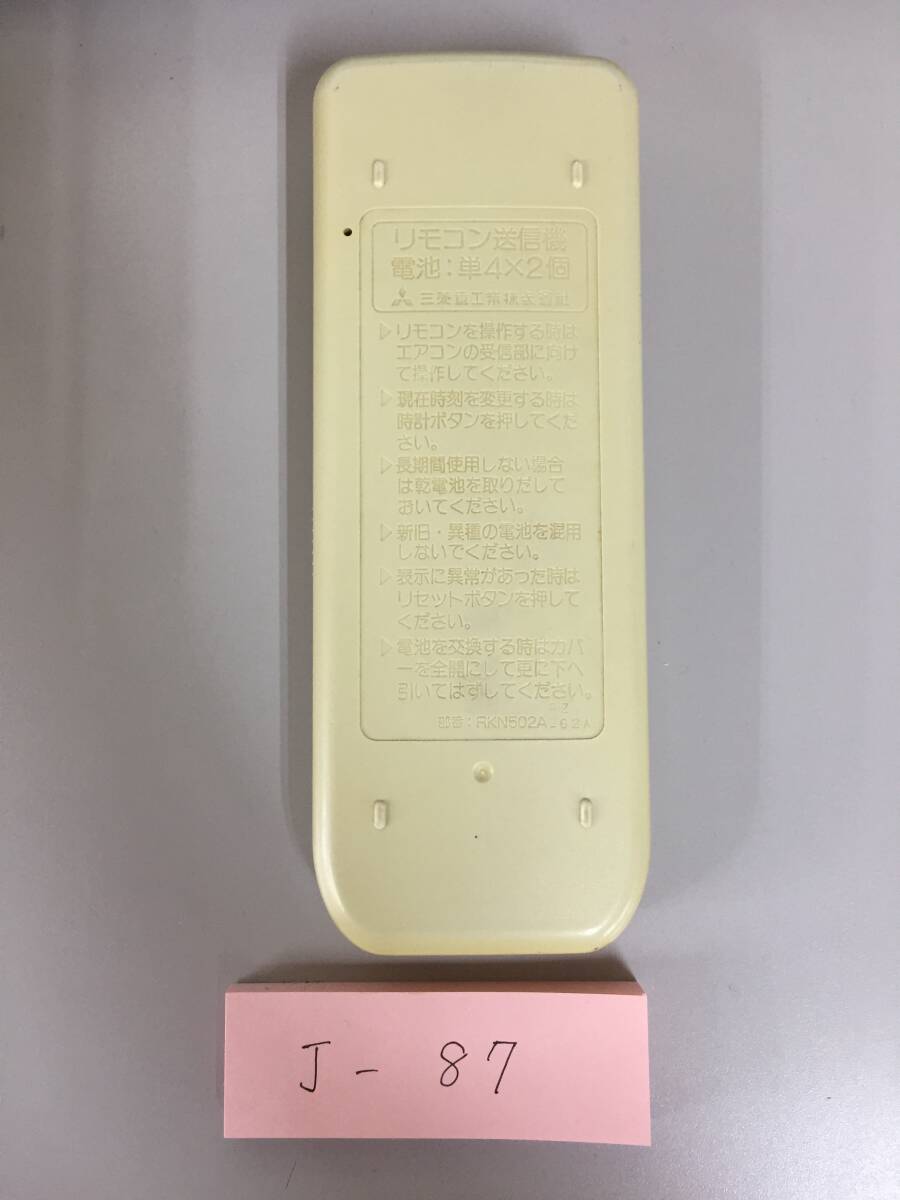 リモコン送信機
電池:単4×2個
三菱重工業株式会社
▷リモコンを操作する時は
エアコンの受信部に向け
て操作してください。
▷現在時刻を変更する時は
時計ボタンを押してくだ
さい。
▷長期間使用しない場合
は乾電池を取りだして
おいてください。
▷新旧・異種の電池を混用
しないでください。
▷表示に異常があった時は
リセットボタンを押して
ください。
▷電池を交換する時はカバ
ーを全開にして更に下へ
引いてはずしてください。
部番:RKN502A
J - 87